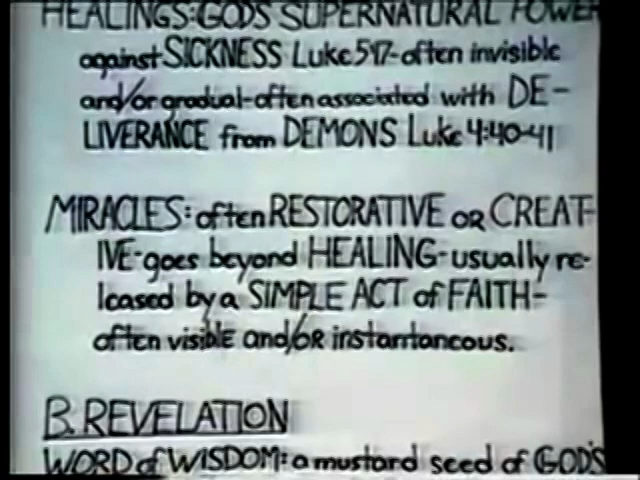 HEALINGS: GOD'S SUPERNATURAL POWER
against SICKNESS Luke 5:17-often invisible
and/or gradual-often associated with DE-
LIVERANCE from DEMONS Luke 4:40-41
MIRACLES: often RESTORATIVE or CREAT-
IVE-goes beyond HEALING-usually re-
leased by a SIMPLE ACT of FAITH-
often visible and/or instantaneous.
B. REVELATION
WORD of WISDOM: a mustard seed of GOD'S